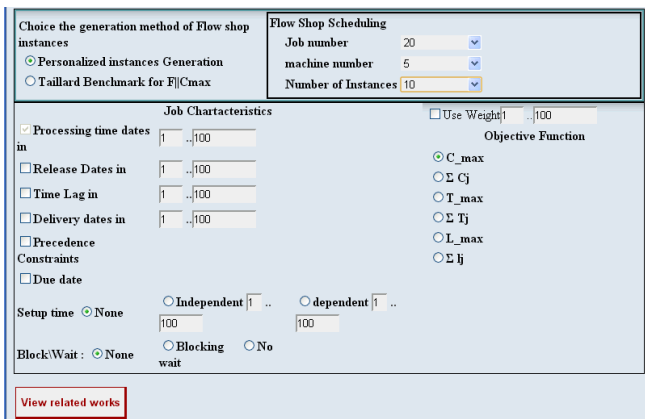 Choice the generation method of Flow shop
instances
Personalized instances Generation
Taillard Benchmark for F||Cmax
Flow Shop Scheduling
Job number 20
machine number 5
Number of Instances 10
Job Chartacteristics
Processing time dates
in 1 ..100
Release Dates in 1 ..100
Time Lag in 1 ..100
Delivery dates in 1 ..100
Precedence
Constraints
Due date
Setup time None Independent 1 .. dependent 1 ..
100 100
Block\Wait : None Blocking No
wait
Use Weight 1 ..100
Objective Function
C_max
Σ Cj
T_max
Σ Tj
L_max
Σ lj
View related works